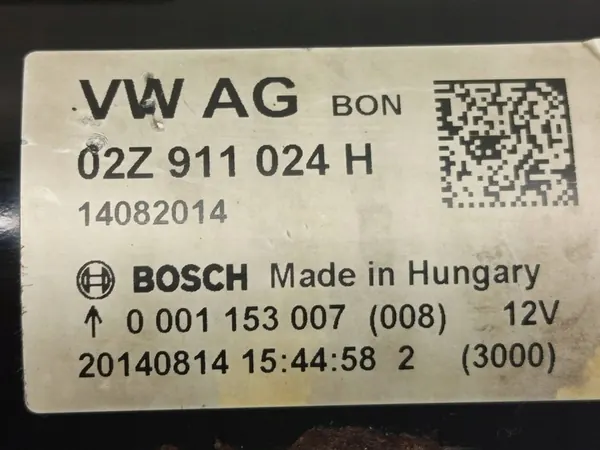 VW AG BON
02Z 911 024 H
14082014
BOSCH Made in Hungary
↑ 0 001 153 007 (008) 12V
20140814 15:44:58 2 (3000)